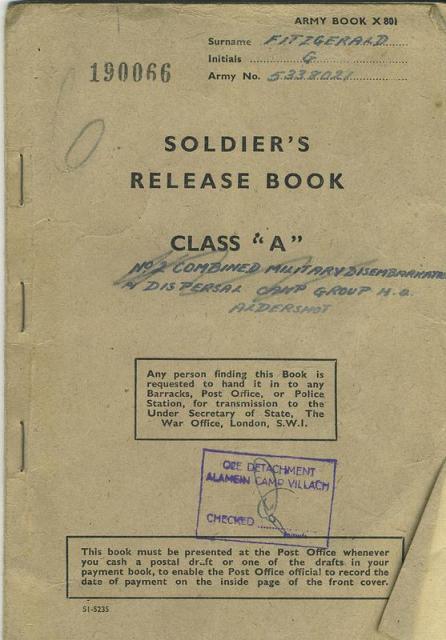 ARMY BOOK X 801
Surname FITZGERALD
Initials G
Army No. 5338021
190066
SOLDIER'S
RELEASE BOOK
CLASS "A"
No 2 COMBINED MILITARY DISEMBARKATI
DISPERSAL CAMP GROUP H.Q.
ALDERSHOT
Any person finding this Book is
requested to hand it in to any
Barracks, Post Office, or Police
Station, for transmission to the
Under Secretary of State, The
War Office, London, S.W.1.
DETACHMENT
ALAMEIN CAMP VILLACH
CHECKED
This book must be presented at the Post Office whenever
you cash a postal dr..ft or one of the drafts in your
payment book, to enable the Post Office official to record the
date of payment on the inside page of the front cover.
51-5235